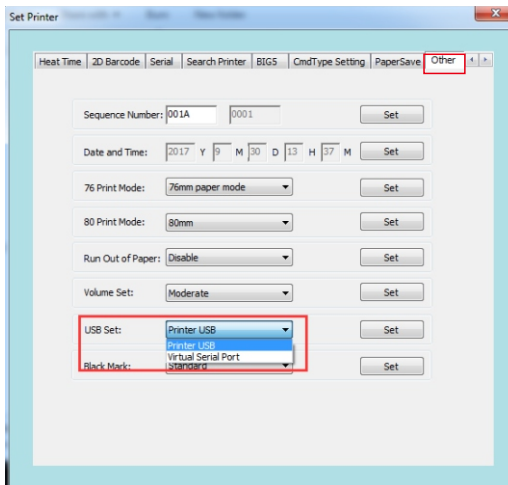 Set Printer
Heat Time 2D Barcode Serial Search Printer BIG5 CmdType Setting PaperSave Other
Sequence Number: 001A 0001 Set
Date and Time: 2017 Y 9 M 30 D 13 H 37 M Set
76 Print Mode: 76mm paper mode Set
80 Print Mode: 80mm Set
Run Out of Paper: Disable Set
Volume Set: Moderate Set
USB Set: Printer USB Set
Printer USB
Virtual Serial Port
Black Mark: Standard Set